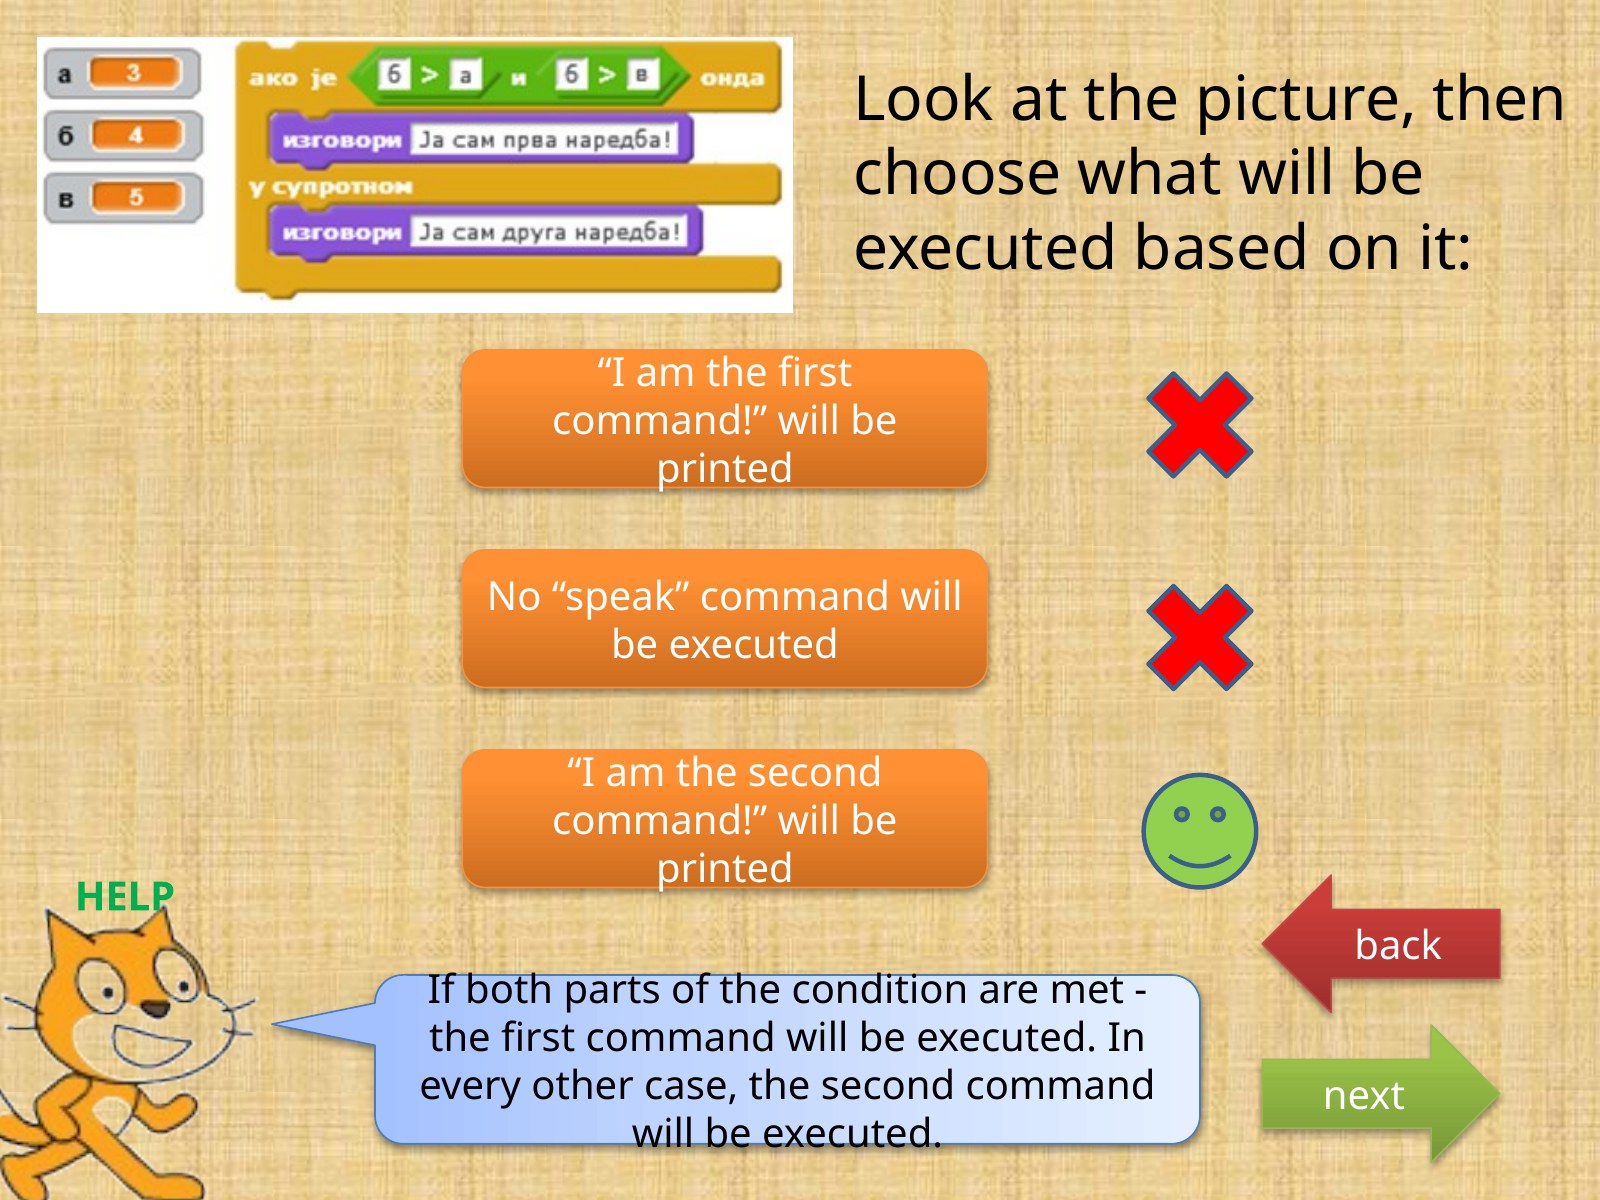 а 3
б 4
в 5
ако је б > а и б > в онда
изговори Ја сам прва наредба!
у супротном
изговори Ја сам друга наредба!
Look at the picture, then
choose what will be
executed based on it:
“I am the first
command!” will be
printed
No “speak” command will
be executed
“I am the second
command!” will be
printed
HELP
back
If both parts of the condition are met -
the first command will be executed. In
every other case, the second command
will be executed.
next